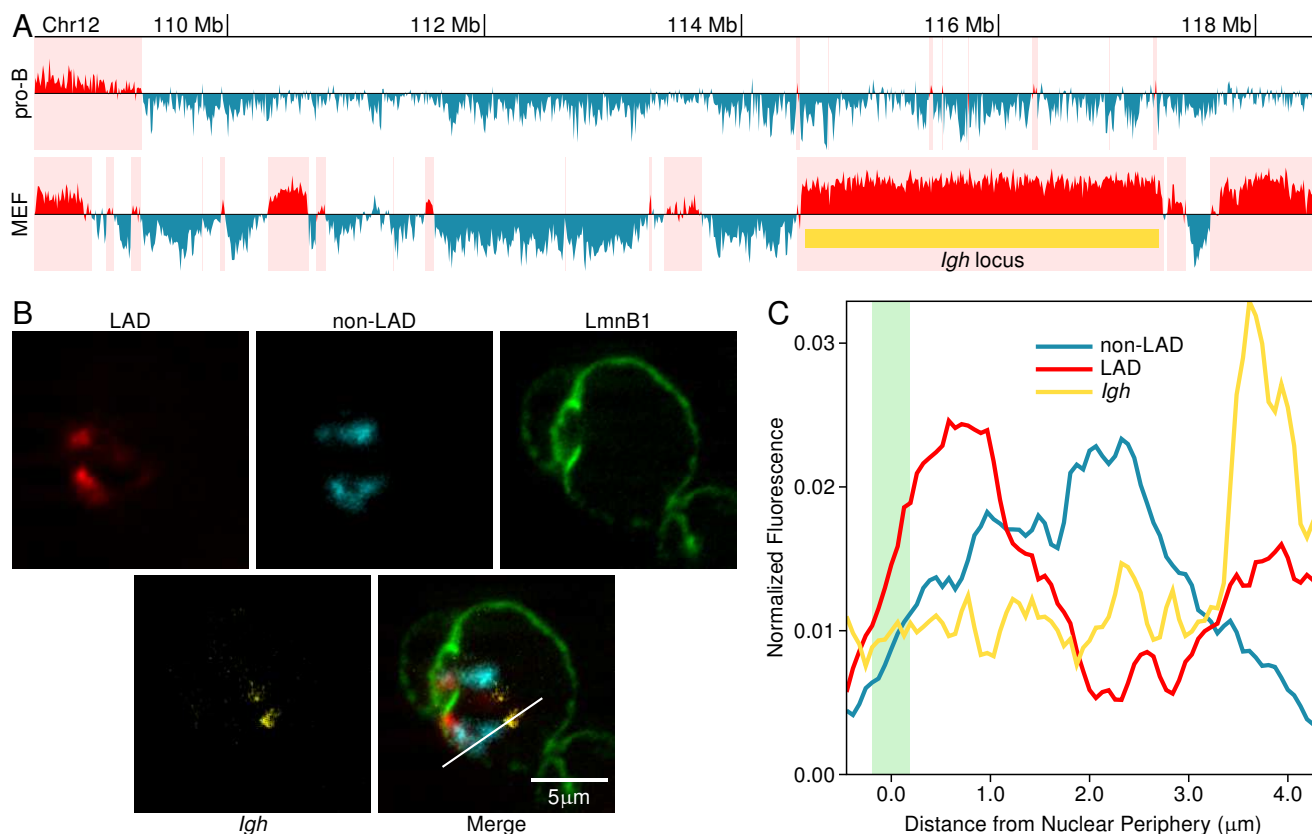 A
Chr12 110 Mb 112 Mb 114 Mb 116 Mb 118 Mb
pro-B
MEF
Igh locus
B
LAD non-LAD LmnB1
5μm
Igh Merge
C
non-LAD
LAD
Igh
Normalized Fluorescence
0.03
0.02
0.01
0.00
0.0 1.0 2.0 3.0 4.0
Distance from Nuclear Periphery (μm)